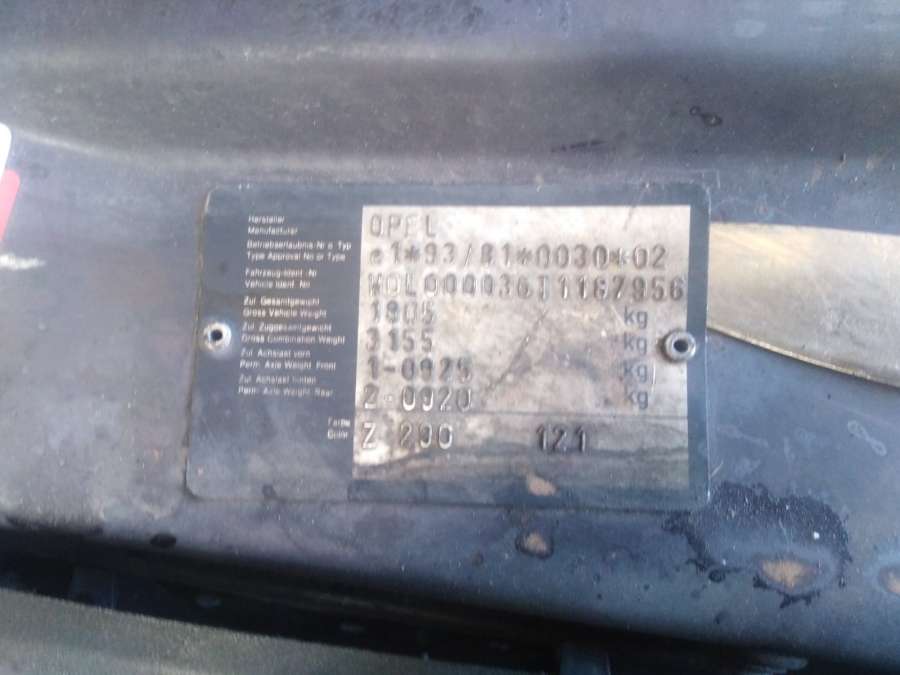 Hersteller
Manufacturer
OPEL
Betriebserlaubnis-Nr o Typ
Type Approval No or Type
e1*93/81*0030*02
Fahrzeug-Ident.-Nr
Vehicle Ident. No
W0L000036T1167956
Zul Gesamtgewicht
Gross Vehicle Weight
1805 kg
Zul Zuggesamtgewicht
Gross Combination Weight
3155 kg
Zul Achslast vorn
Perm Axle Weight Front
1-0925 kg
Zul Achslast hinten
Perm Axle Weight Rear
2-0920 kg
Farbe
Color
Z 290 121